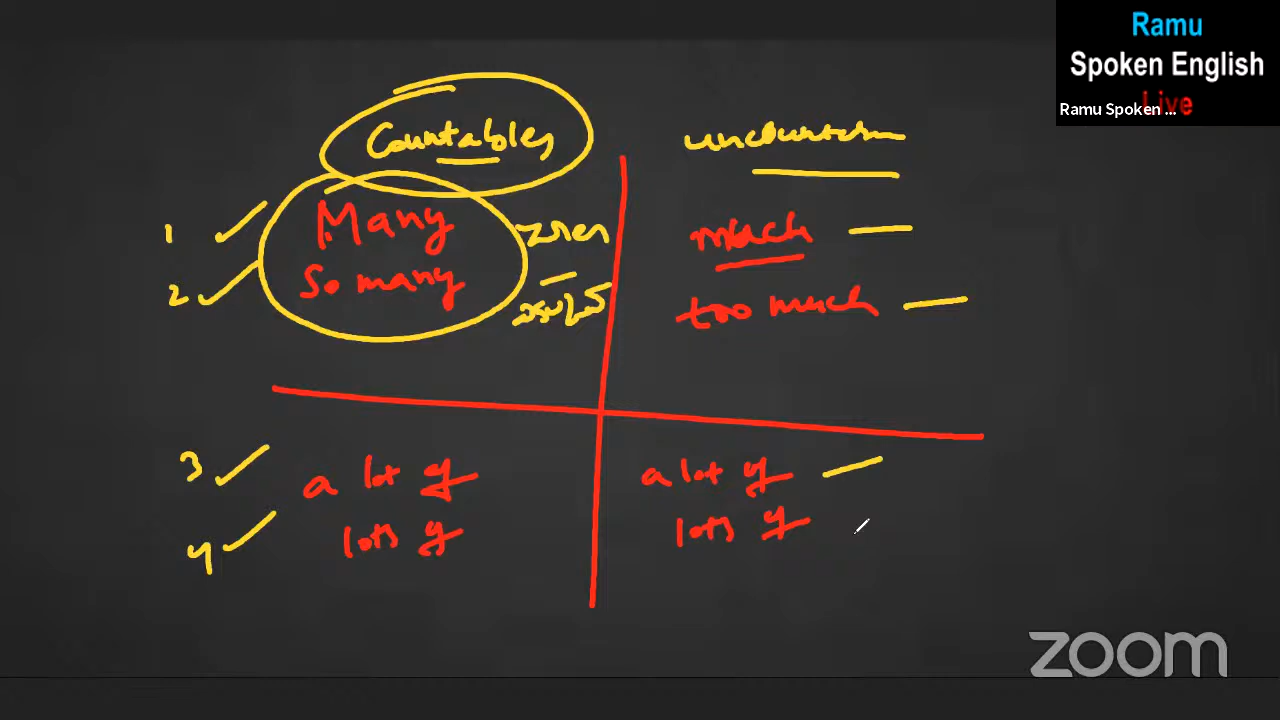 Ramu
Spoken English
Live
Ramu Spoken ...
Countables
1 Many
2 So many
much
too much
3 a lot of
4 lots of
a lot of
lots of
zoom